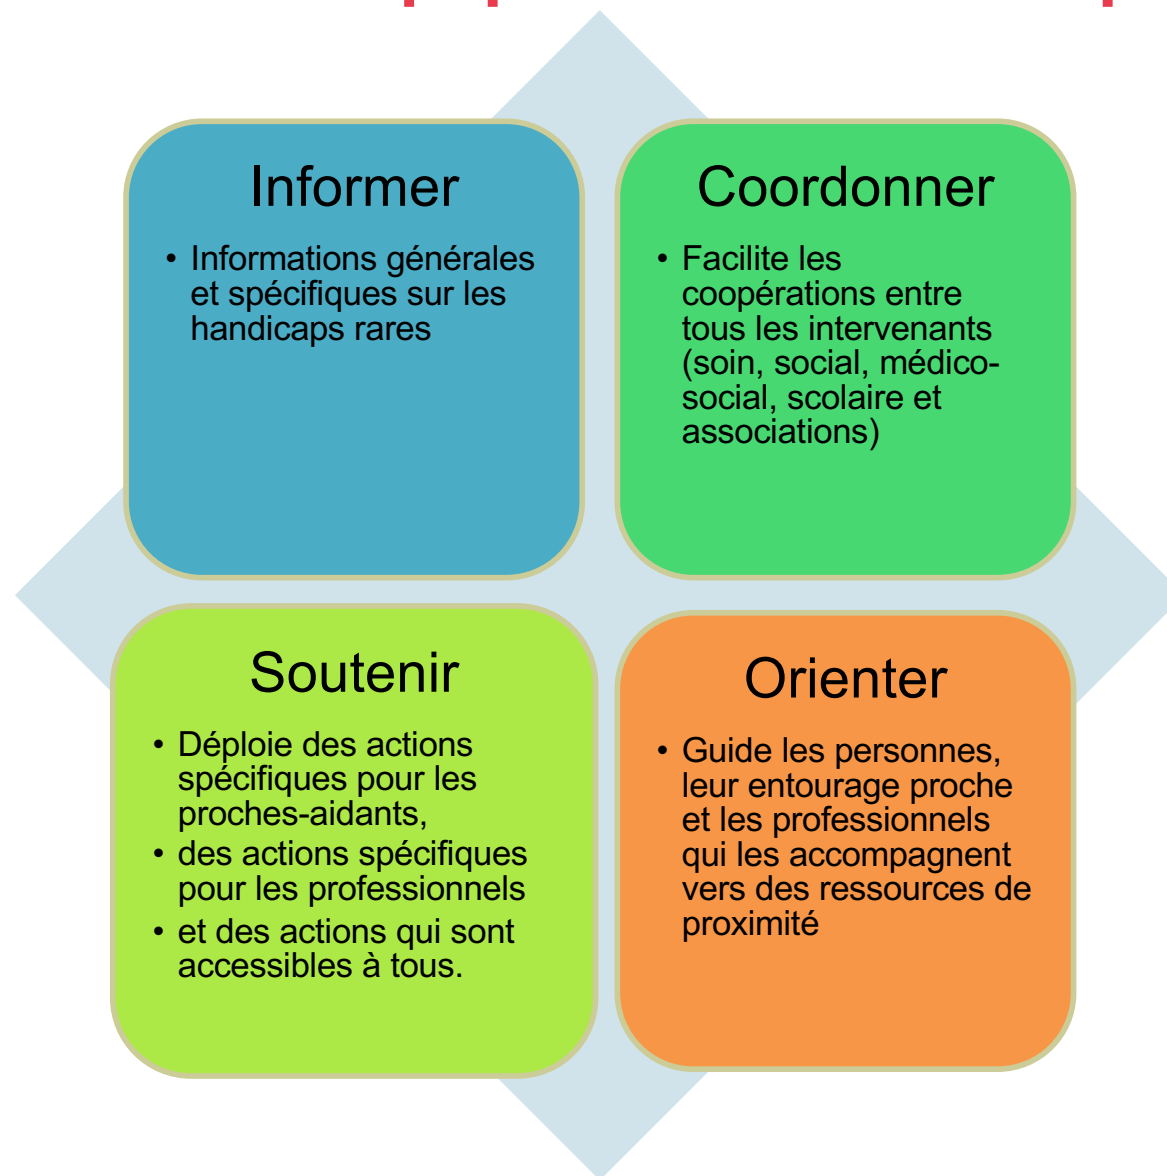 Informer
• Informations générales
et spécifiques sur les
handicaps rares
Coordonner
• Facilite les
coopérations entre
tous les intervenants
(soin, social, médico-
social, scolaire et
associations)
Soutenir
• Déploie des actions
spécifiques pour les
proches-aidants,
• des actions spécifiques
pour les professionnels
• et des actions qui sont
accessibles à tous.
Orienter
• Guide les personnes,
leur entourage proche
et les professionnels
qui les accompagnent
vers des ressources de
proximité